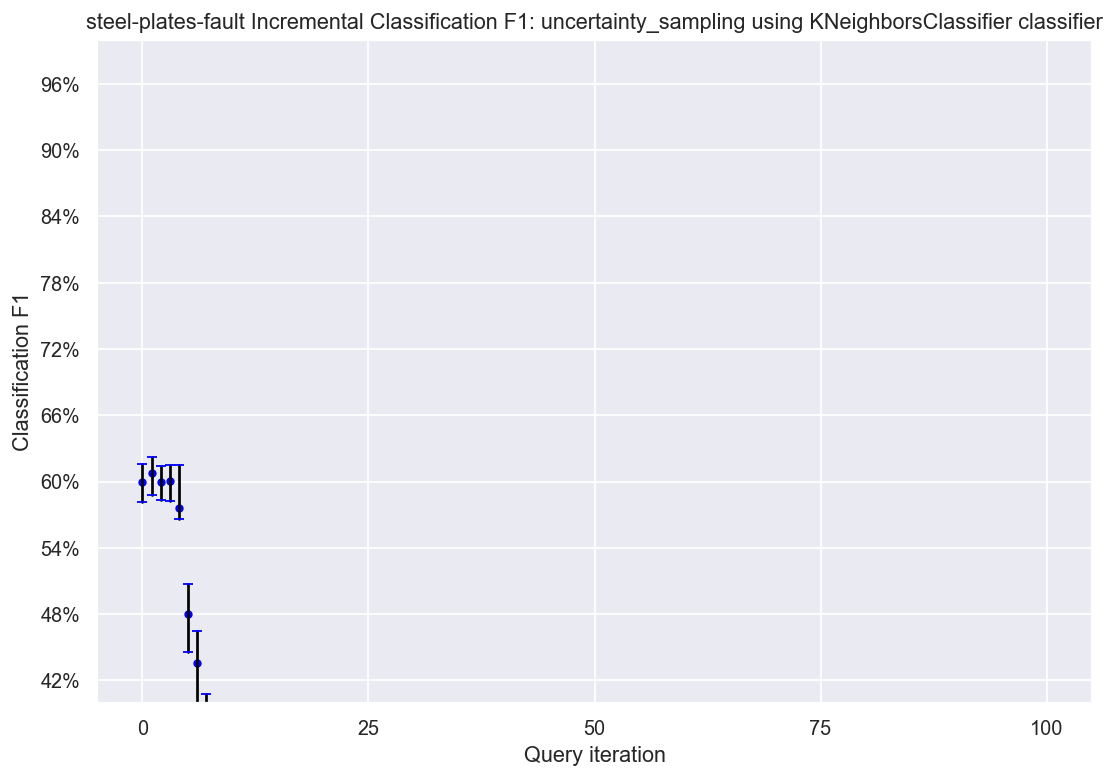 steel-plates-fault Incremental Classification F1: uncertainty_sampling using KNeighborsClassifier classifier
96%
90%
84%
78%
72%
66%
60%
54%
48%
42%
Classification F1
0 25 50 75 100
Query iteration